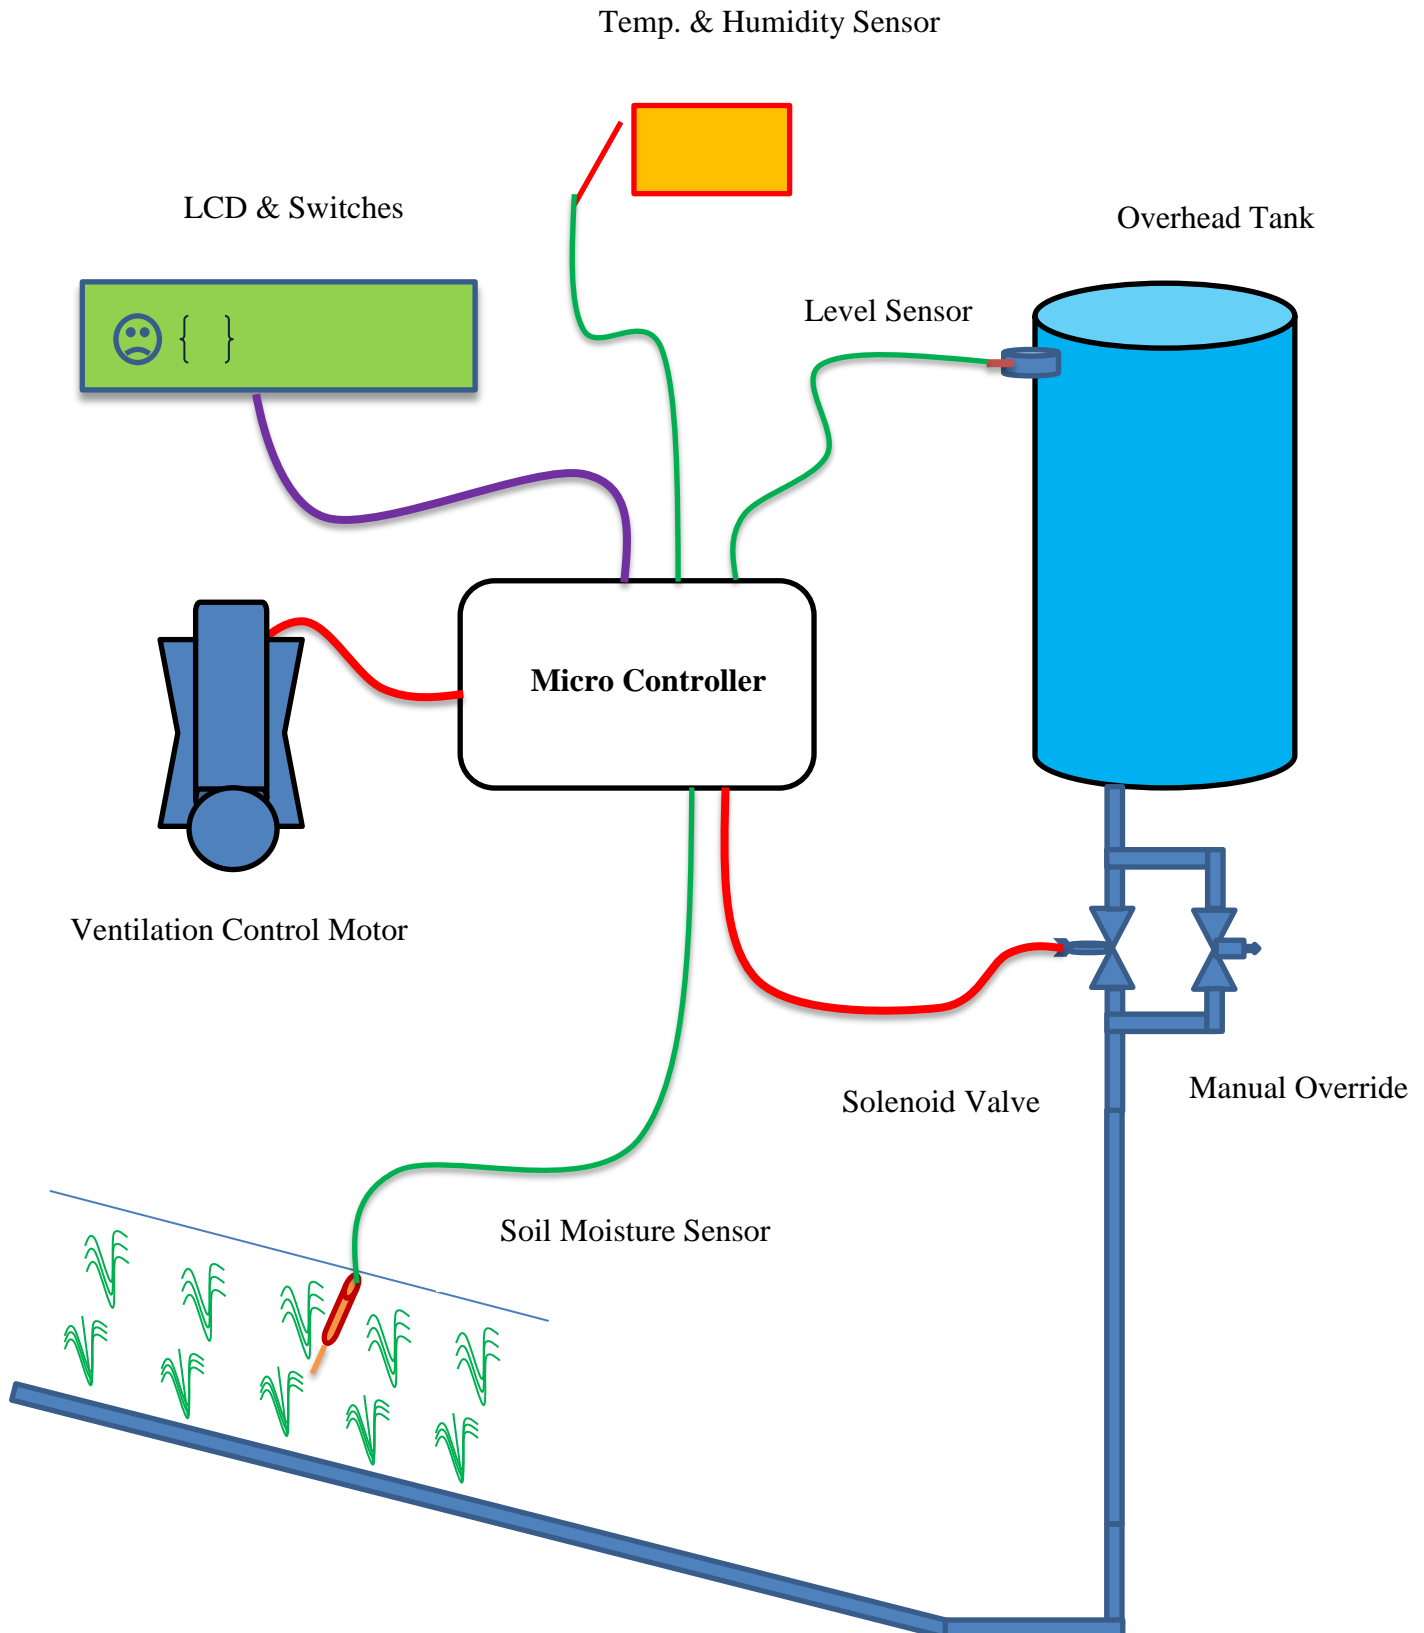 Temp. & Humidity Sensor
LCD & Switches
Overhead Tank
Level Sensor
{ }
Micro Controller
Ventilation Control Motor
Solenoid Valve
Manual Override
Soil Moisture Sensor